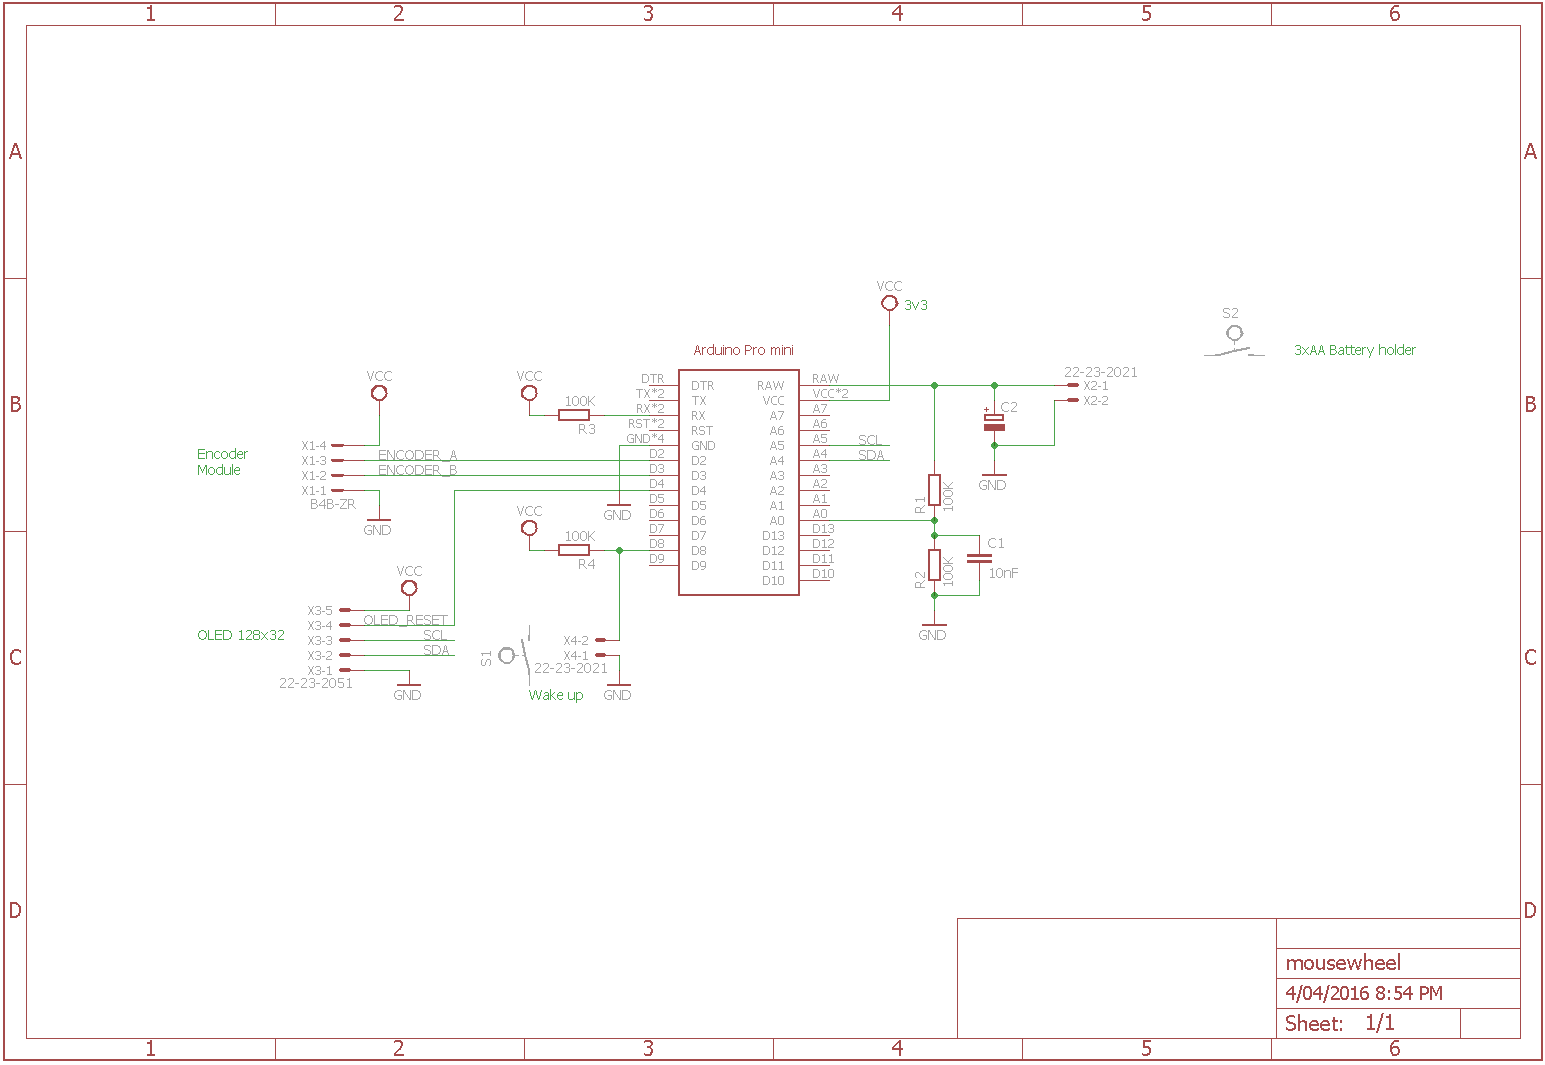 1 2 3 4 5 6
A A
B B
C C
D D
VCC
3v3
S2
3xAA Battery holder
Arduino Pro mini
22-23-2021
X2-1
X2-2
VCC
VCC
100K
R3
DTR
TX*2
RX*2
RST*2
GND*4
D2
D3
D4
D5
D6
D7
D8
D9
DTR RAW
TX VCC
RX A7
RST A6
GND A5
D2 A4
D3 A3
D4 A2
D5 A1
D6 A0
D7 D13
D8 D12
D9 D11
D10
RAW
VCC*2
A7
A6
A5
A4
A3
A2
A1
A0
D13
D12
D11
D10
SCL
SDA
+
C2
GND
R1
100K
R2
100K
C1
10nF
GND
Encoder
Module
X1-4
X1-3 ENCODER_A
X1-2 ENCODER_B
X1-1
B4B-ZR
GND
GND
VCC
100K
R4
VCC
OLED 128x32
X3-5
X3-4 OLED_RESET
X3-3 SCL
X3-2 SDA
X3-1
22-23-2051
GND
S1
X4-2
X4-1
22-23-2021
Wake up
GND
mousewheel
4/04/2016 8:54 PM
Sheet: 1/1
1 2 3 4 5 6